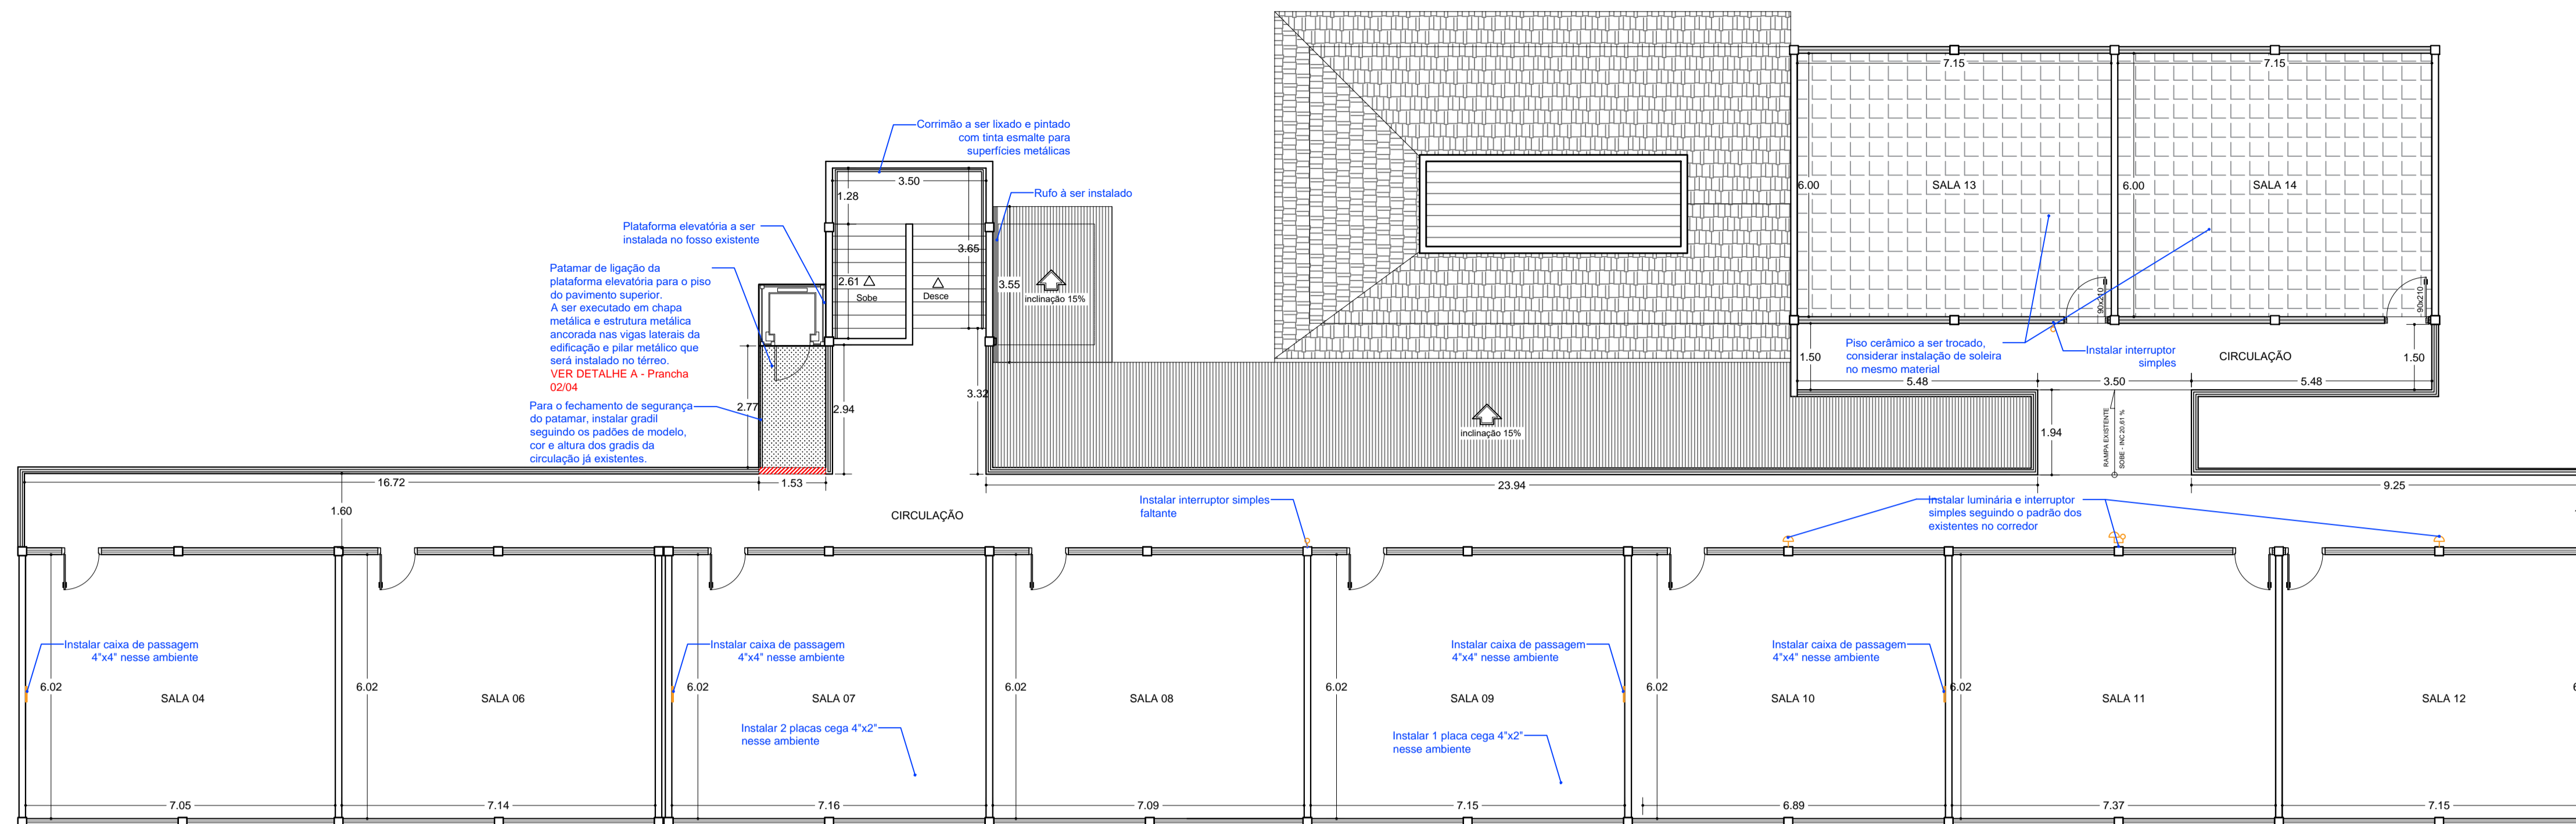 7.15
7.15
Corrimão a ser lixado e pintado
com tinta esmalte para
superfícies metálicas
3.50
1.28
Rufo à ser instalado
6.00
SALA 13
6.00
SALA 14
Plataforma elevatória a ser
instalada no fosso existente
3.65
Patamar de ligação da
plataforma elevatória para o piso
do pavimento superior.
A ser executado em chapa
metálica e estrutura metálica
ancorada nas vigas laterais da
edificação e pilar metálico que
será instalado no térreo.
VER DETALHE A - Prancha
02/04
2.61
Sobe
Desce
3.55
inclinação 15%
90x210
90x210
Piso cerâmico a ser trocado,
considerar instalação de soleira
no mesmo material
Instalar interruptor
simples
CIRCULAÇÃO
1.50
1.50
5.48
3.50
5.48
Para o fechamento de segurança
do patamar, instalar gradil
seguindo os padões de modelo,
cor e altura dos gradis da
circulação já existentes.
2.77
2.94
3.32
inclinação 15%
1.94
RAMPA EXISTENTE
SOBE - INC 20,61 %
16.72
1.53
23.94
9.25
1.60
CIRCULAÇÃO
Instalar interruptor simples
faltante
Instalar luminária e interruptor
simples seguindo o padrão dos
existentes no corredor
Instalar caixa de passagem
4"x4" nesse ambiente
Instalar caixa de passagem
4"x4" nesse ambiente
Instalar caixa de passagem
4"x4" nesse ambiente
Instalar caixa de passagem
4"x4" nesse ambiente
6.02
6.02
6.02
6.02
6.02
6.02
6.02
SALA 04
SALA 06
SALA 07
SALA 08
SALA 09
SALA 10
SALA 11
SALA 12
Instalar 2 placas cega 4"x2"
nesse ambiente
Instalar 1 placa cega 4"x2"
nesse ambiente
7.05
7.14
7.16
7.09
7.15
6.89
7.37
7.15